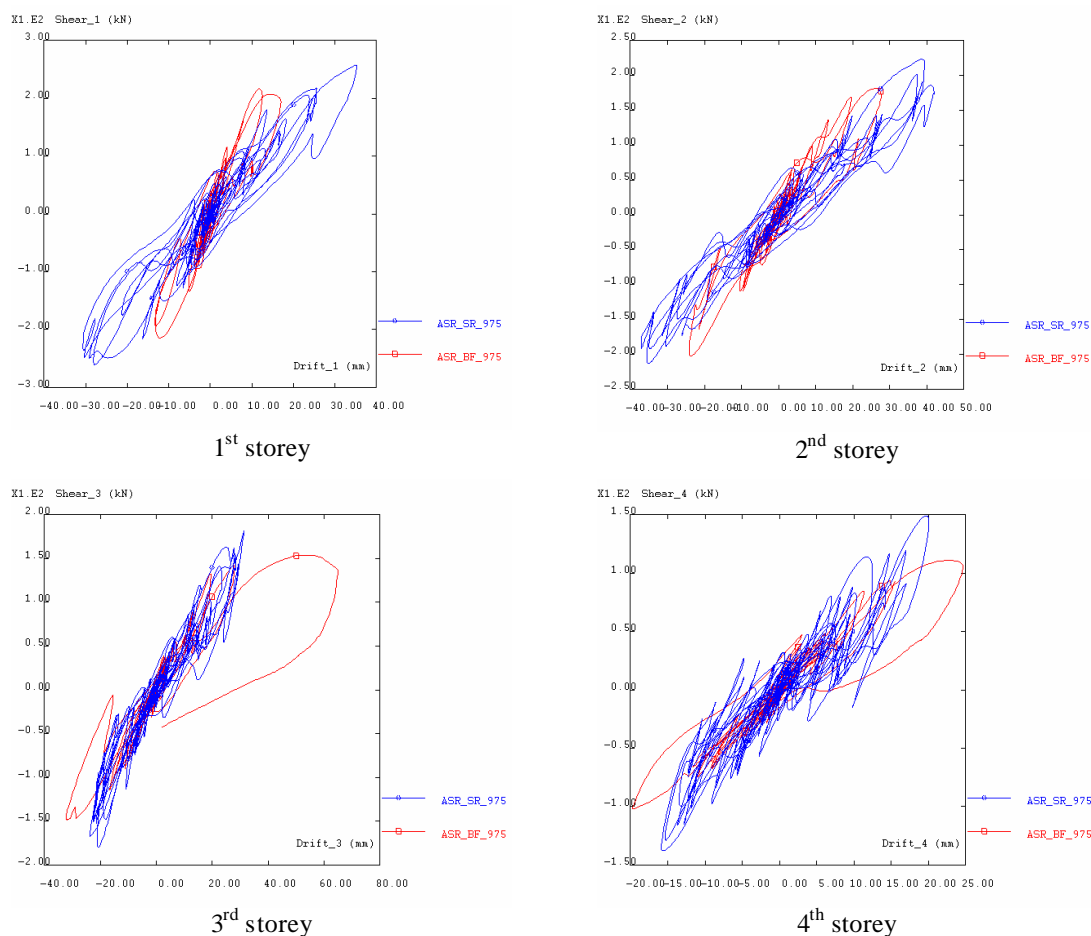 X1.E2 Shear_1 (kN)
3.00
2.00
1.00
0.00
-1.00
-2.00
-3.00
Drift_1 (mm)
-40.00 -30.00 -20.00 -10.00 0.00 10.00 20.00 30.00 40.00
ASR_SR_975
ASR_BF_975
1st storey
X1.E2 Shear_2 (kN)
2.50
2.00
1.50
1.00
0.50
0.00
-0.50
-1.00
-1.50
-2.00
-2.50
Drift_2 (mm)
-40.00 -30.00 -20.00 -10.00 0.00 10.00 20.00 30.00 40.00 50.00
ASR_SR_975
ASR_BF_975
2nd storey
X1.E2 Shear_3 (kN)
2.00
1.50
1.00
0.50
0.00
-0.50
-1.00
-1.50
-2.00
Drift_3 (mm)
-40.00 -20.00 0.00 20.00 40.00 60.00 80.00
ASR_SR_975
ASR_BF_975
3rd storey
X1.E2 Shear_4 (kN)
1.50
1.00
0.50
0.00
-0.50
-1.00
-1.50
Drift_4 (mm)
-20.00 -15.00 -10.00 -5.00 0.00 5.00 10.00 15.00 20.00 25.00
ASR_SR_975
ASR_BF_975
4th storey